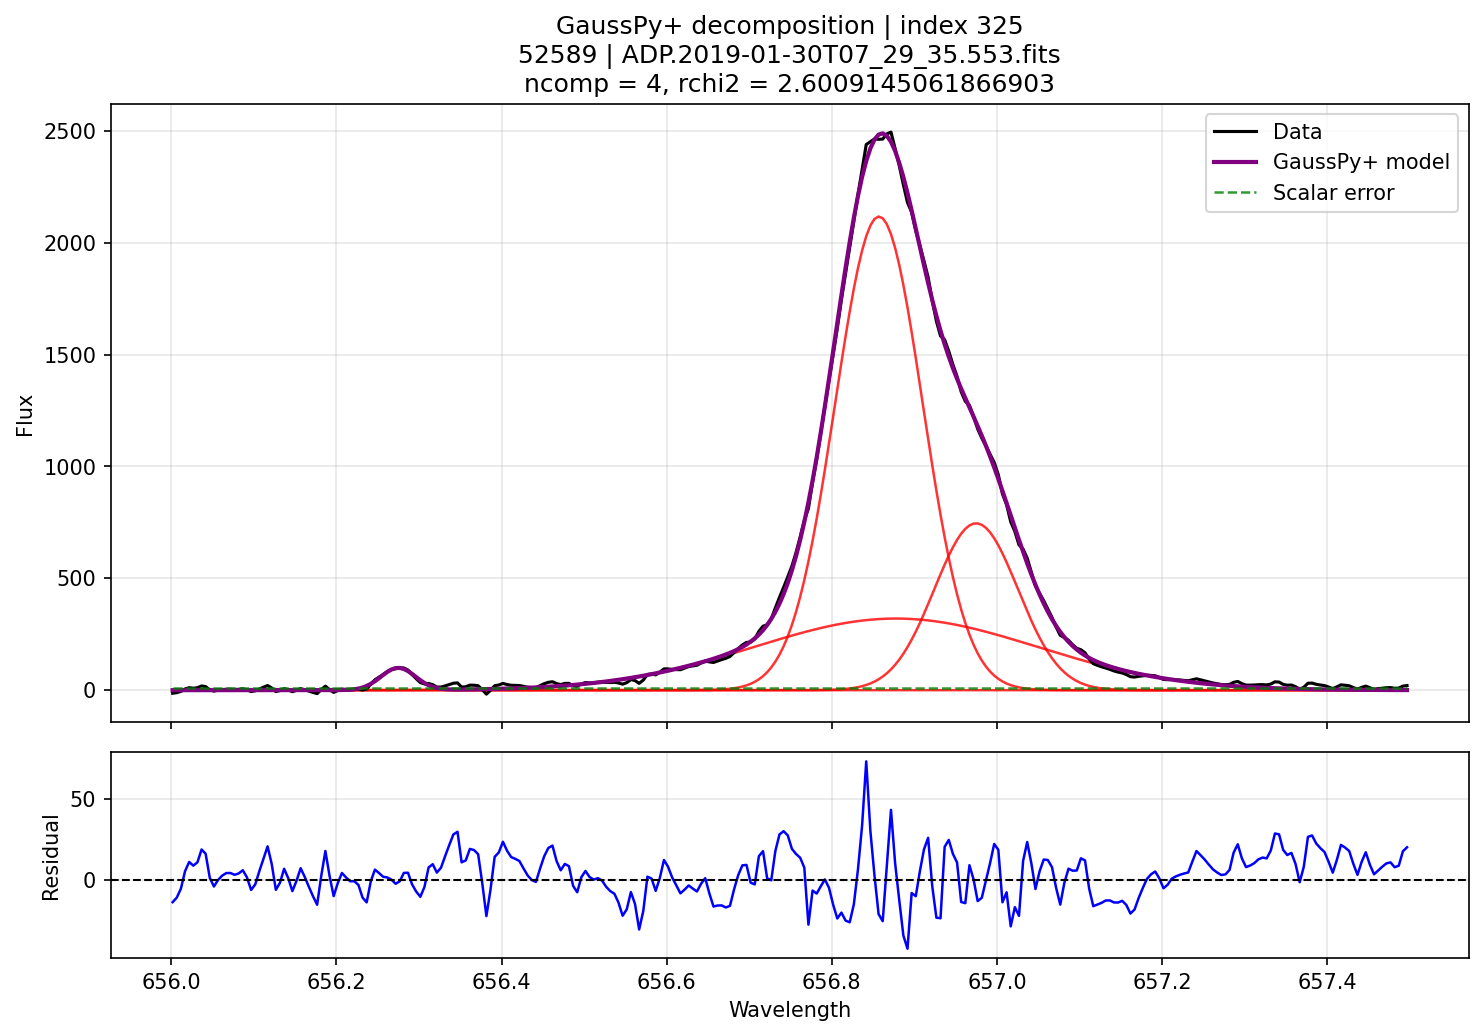 GaussPy+ decomposition | index 325
52589 | ADP.2019-01-30T07_29_35.553.fits
ncomp = 4, rchi2 = 2.6009145061866903
Data
GaussPy+ model
Scalar error
2500
2000
1500
1000
500
0
Flux
50
0
Residual
656.0
656.2
656.4
656.6
656.8
657.0
657.2
657.4
Wavelength